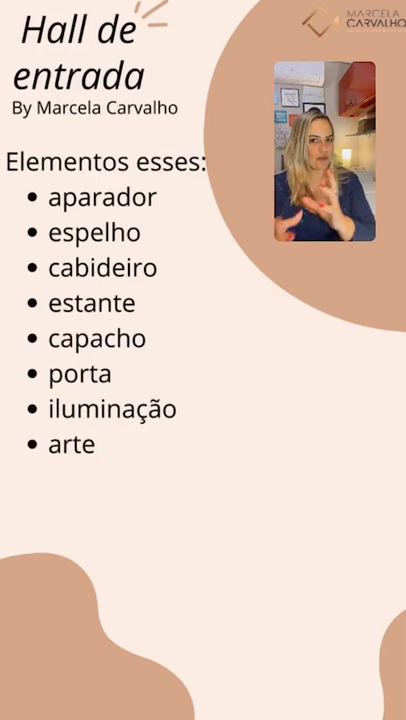 Hall de
entrada
By Marcela Carvalho
MARCELA
CARVALHO
Elementos esses:
• aparador
• espelho
• cabideiro
• estante
• capacho
• porta
• iluminação
• arte